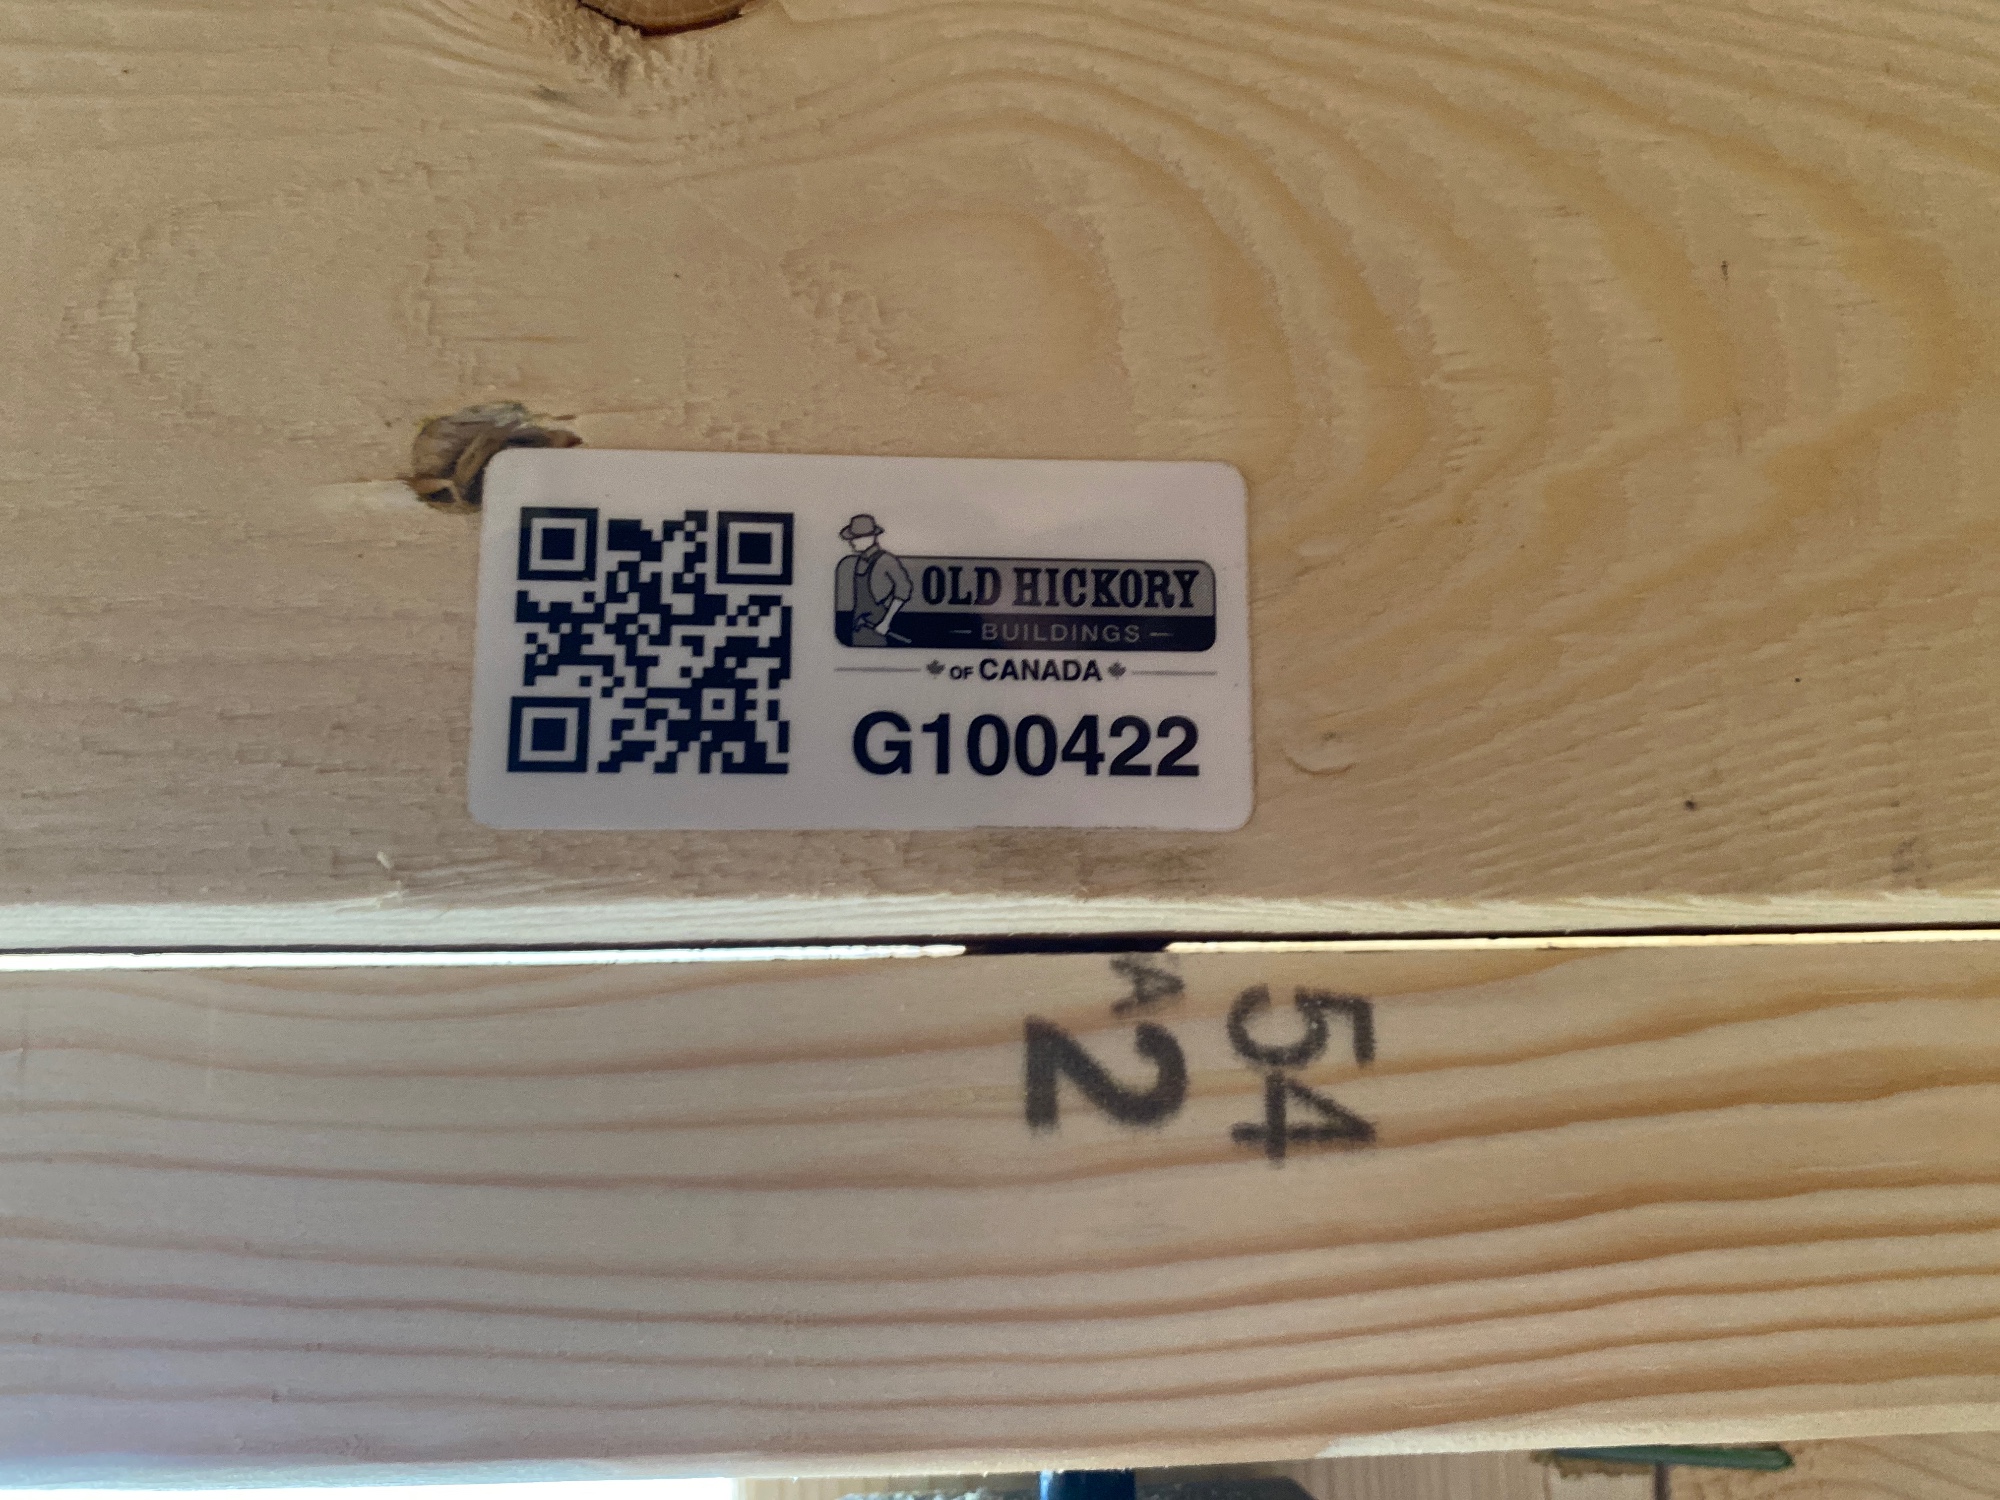 OLD HICKORY
BUILDINGS
OF CANADA
G100422
54
2